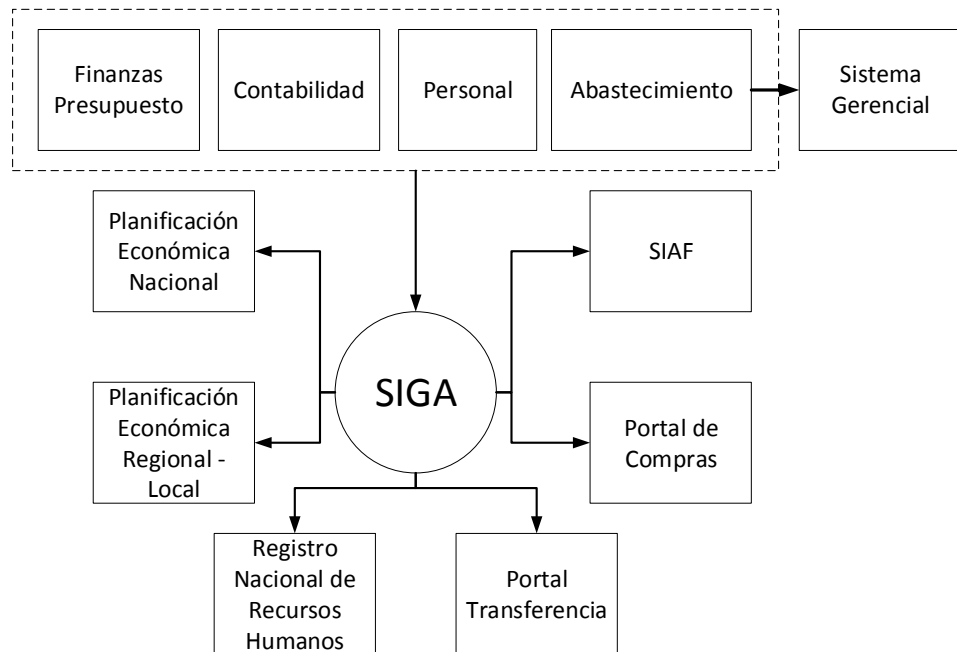 Finanzas
Presupuesto
Contabilidad
Personal
Abastecimiento
Sistema
Gerencial
Planificación
Económica
Nacional
SIAF
SIGA
Planificación
Económica
Regional -
Local
Portal de
Compras
Registro
Nacional de
Recursos
Humanos
Portal
Transferencia